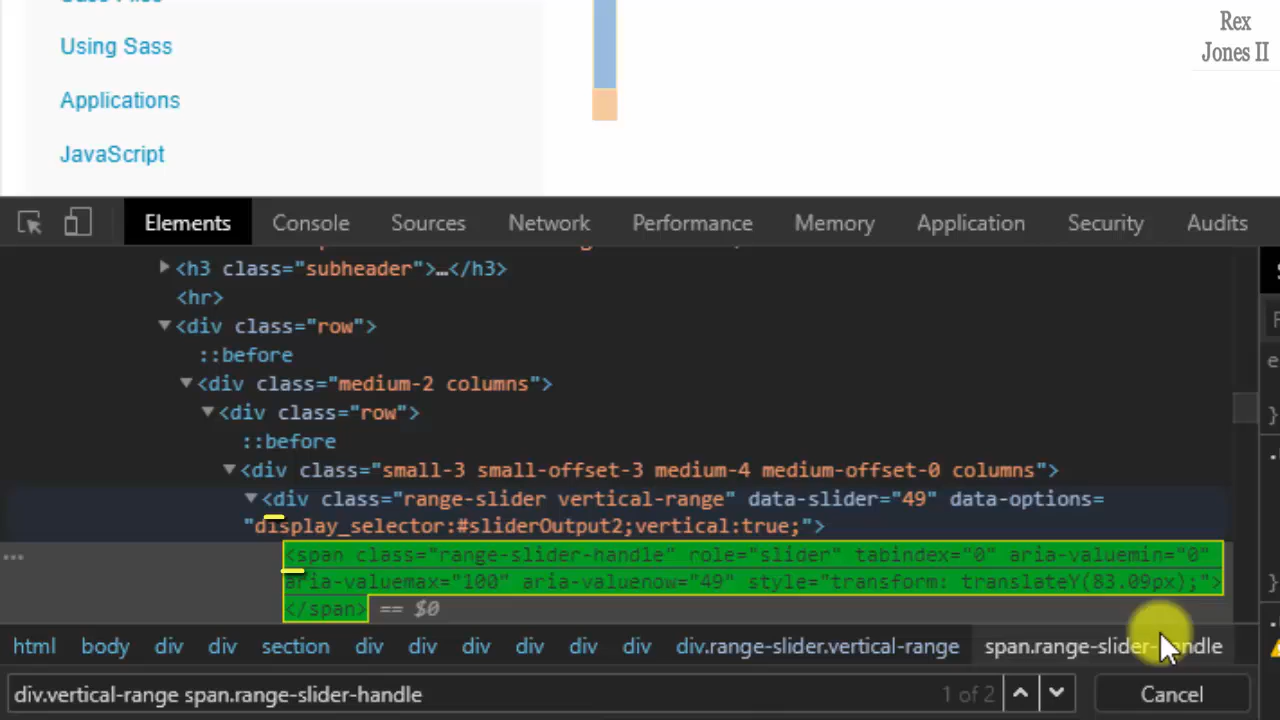 Rex
Jones II
Using Sass
Applications
JavaScript
Elements Console Sources Network Performance Memory Application Security Audits
<h3 class="subheader">…</h3>
<hr>
<div class="row">
::before
<div class="medium-2 columns">
<div class="row">
::before
<div class="small-3 small-offset-3 medium-4 medium-offset-0 columns">
<div class="range-slider vertical-range" data-slider="49" data-options=
"display_selector:#sliderOutput2;vertical:true;">
<span class="range-slider-handle" role="slider" tabindex="0" aria-valuemin="0"
aria-valuemax="100" aria-valuenow="49" style="transform: translateY(83.09px);">
</span> == $0
html body div div section div div div div div div div.range-slider.vertical-range span.range-slider-handle
div.vertical-range span.range-slider-handle 1 of 2 Cancel